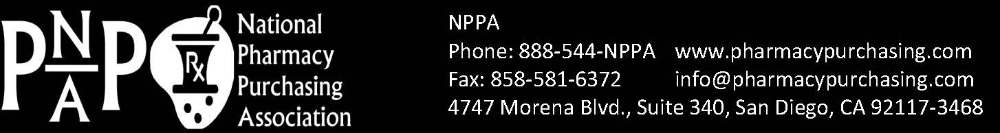 PNPA
Rx
National
Pharmacy
Purchasing
Association
NPPA
Phone: 888-544-NPPA www.pharmacypurchasing.com
Fax: 858-581-6372 info@pharmacypurchasing.com
4747 Morena Blvd., Suite 340, San Diego, CA 92117-3468